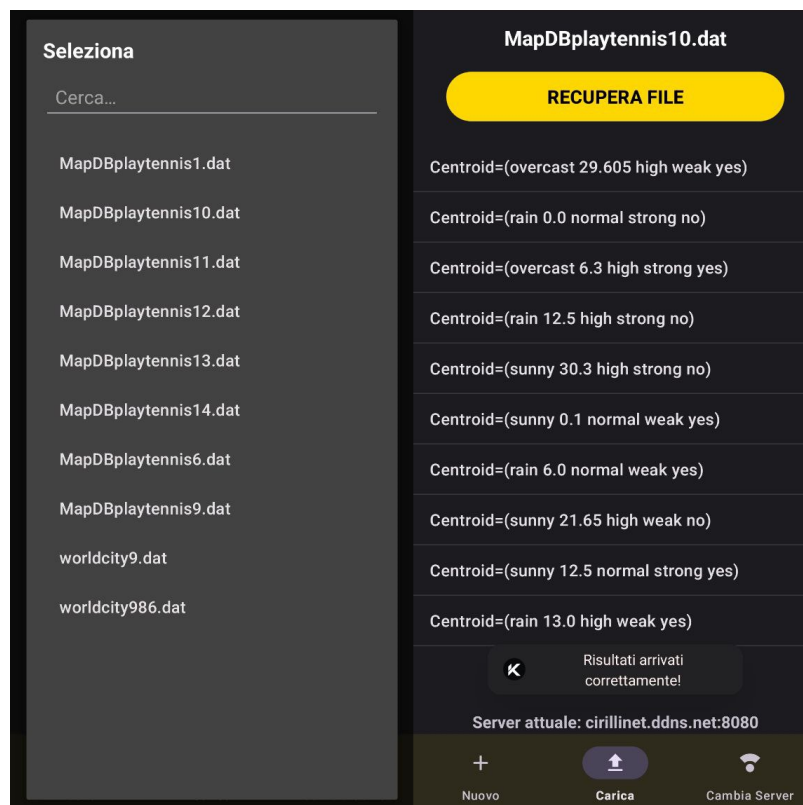 Seleziona
Cerca...
MapDBplaytennis1.dat
MapDBplaytennis10.dat
MapDBplaytennis11.dat
MapDBplaytennis12.dat
MapDBplaytennis13.dat
MapDBplaytennis14.dat
MapDBplaytennis6.dat
MapDBplaytennis9.dat
worldcity9.dat
worldcity986.dat
MapDBplaytennis10.dat
RECUPERA FILE
Centroid=(overcast 29.605 high weak yes)
Centroid=(rain 0.0 normal strong no)
Centroid=(overcast 6.3 high strong yes)
Centroid=(rain 12.5 high strong no)
Centroid=(sunny 30.3 high strong no)
Centroid=(sunny 0.1 normal weak yes)
Centroid=(rain 6.0 normal weak yes)
Centroid=(sunny 21.65 high weak no)
Centroid=(sunny 12.5 normal strong yes)
Centroid=(rain 13.0 high weak yes)
K
Risultati arrivati
correttamente!
Server attuale: cirillinet.ddns.net:8080
Nuovo
Carica
Cambia Server